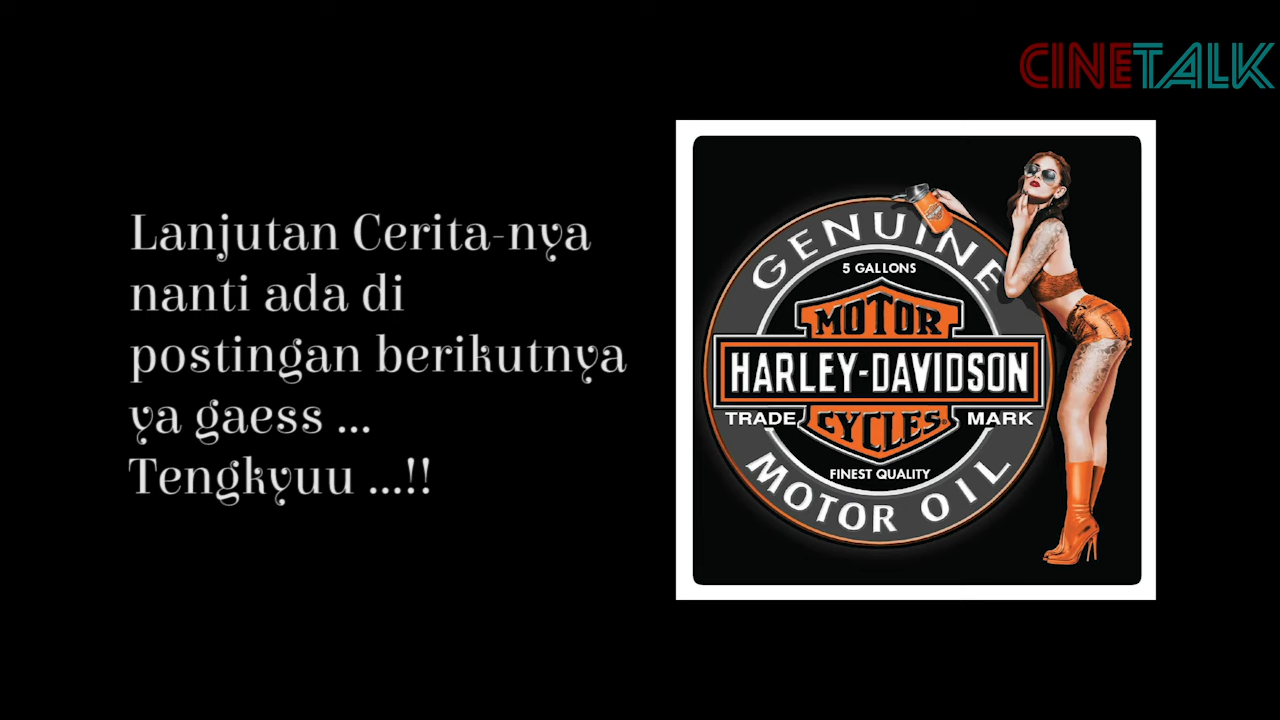 CINETALK
Lanjutan Cerita-nya
nanti ada di
postingan berikutnya
ya gaess ...
Tengkyuu ...!!
GENUINE
5 GALLONS
MOTOR
HARLEY-DAVIDSON
TRADE MARK
CYCLES
FINEST QUALITY
MOTOR OIL